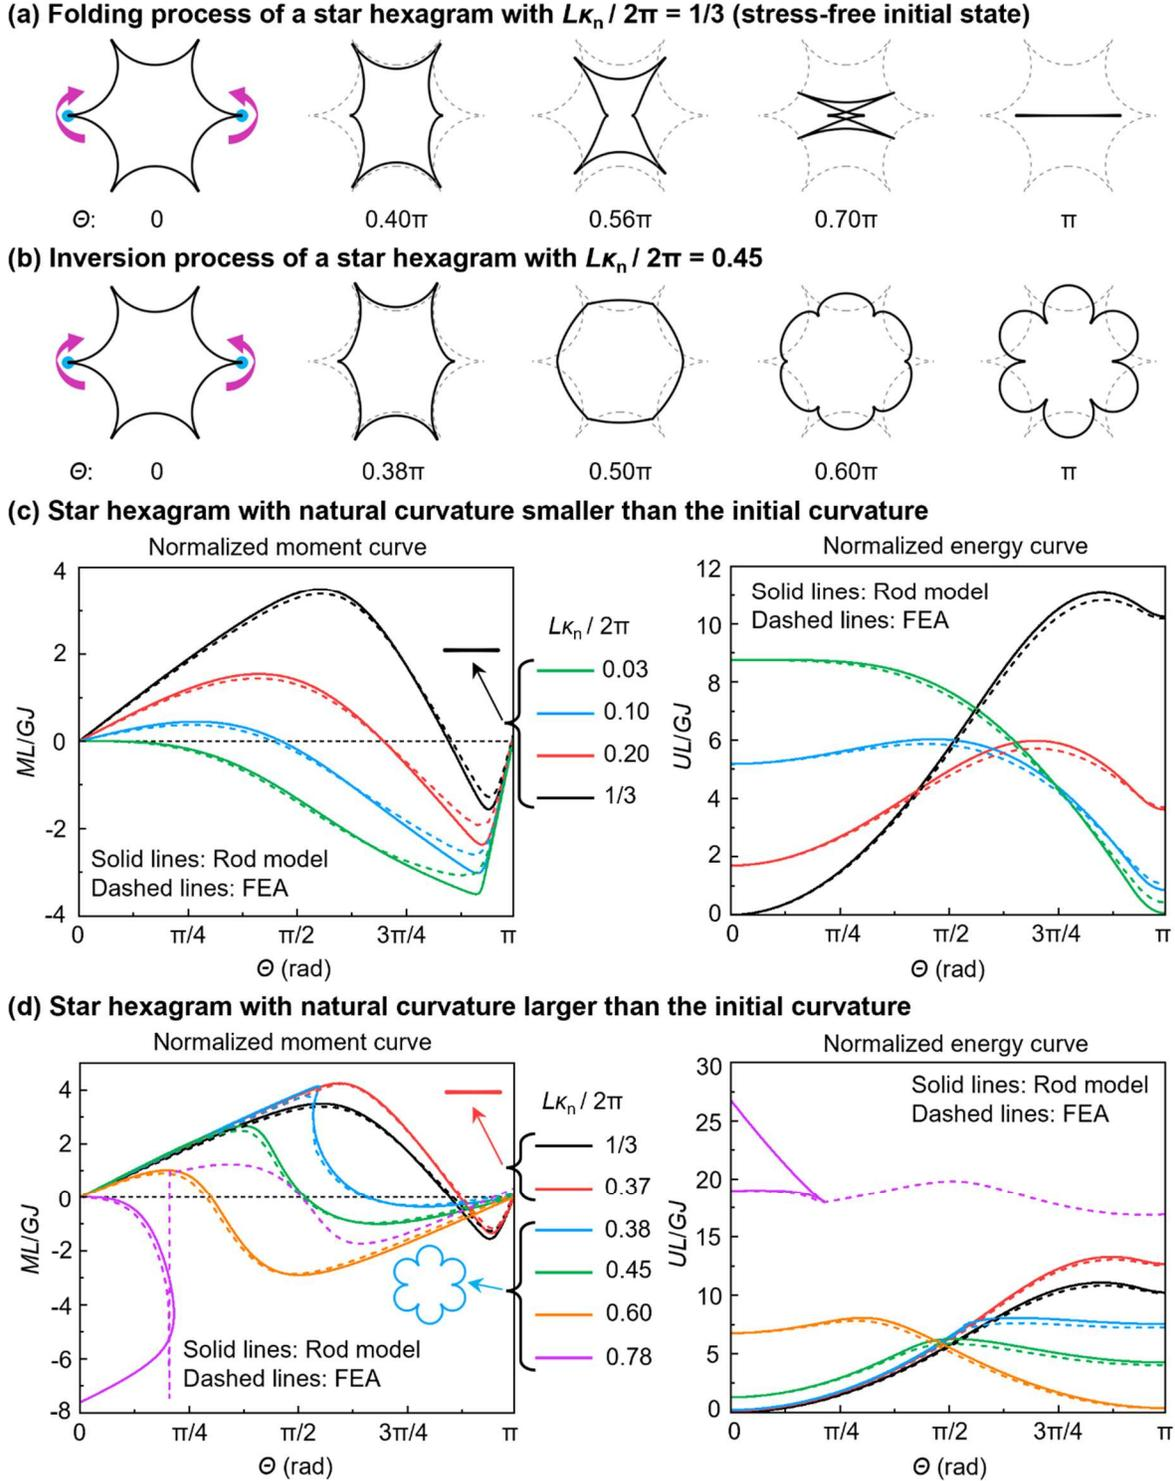 (a) Folding process of a star hexagram with Lκn / 2π = 1/3 (stress-free initial state)
Θ: 0 0.40π 0.56π 0.70π π
(b) Inversion process of a star hexagram with Lκn / 2π = 0.45
Θ: 0 0.38π 0.50π 0.60π π
(c) Star hexagram with natural curvature smaller than the initial curvature
Normalized moment curve
4
2
0
-2
-4
ML/GJ
Solid lines: Rod model
Dashed lines: FEA
0 π/4 π/2 3π/4 π
Θ (rad)
Lκn / 2π
0.03
0.10
0.20
1/3
Normalized energy curve
12
10
8
6
4
2
0
UL/GJ
Solid lines: Rod model
Dashed lines: FEA
0 π/4 π/2 3π/4 π
Θ (rad)
(d) Star hexagram with natural curvature larger than the initial curvature
Normalized moment curve
4
2
0
-2
-4
-6
-8
ML/GJ
Solid lines: Rod model
Dashed lines: FEA
0 π/4 π/2 3π/4 π
Θ (rad)
Lκn / 2π
1/3
0.37
0.38
0.45
0.60
0.78
Normalized energy curve
30
25
20
15
10
5
0
UL/GJ
Solid lines: Rod model
Dashed lines: FEA
0 π/4 π/2 3π/4 π
Θ (rad)